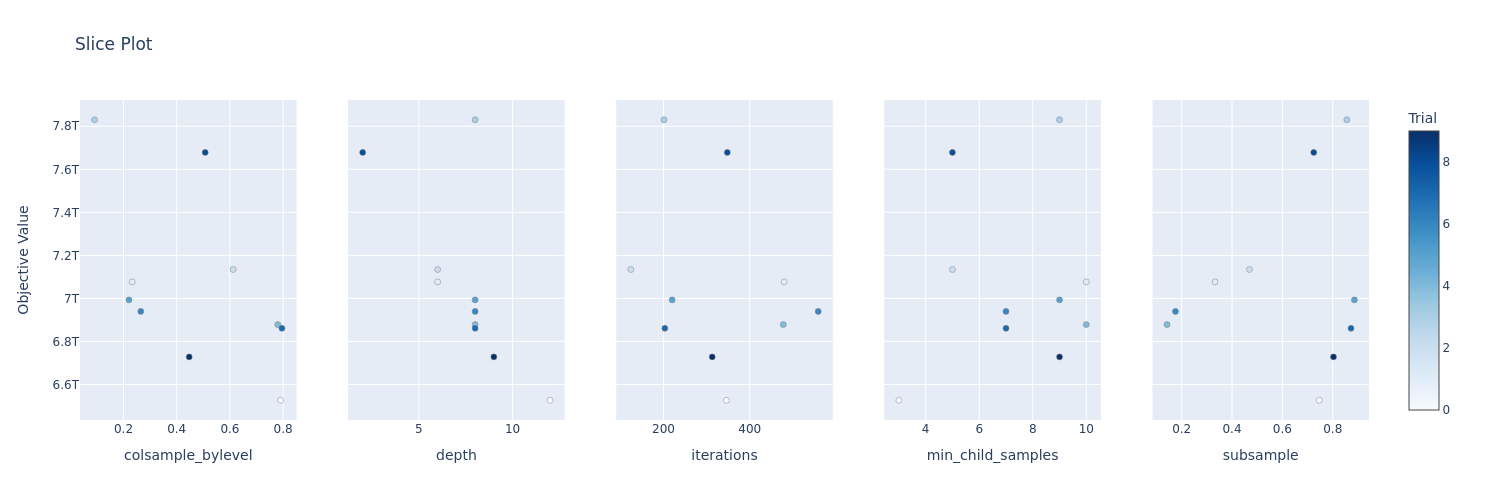 Slice Plot
Objective Value
7.8T
7.6T
7.4T
7.2T
7T
6.8T
6.6T
0.2 0.4 0.6 0.8
colsample_bylevel
5 10
depth
200 400
iterations
4 6 8 10
min_child_samples
0.2 0.4 0.6 0.8
subsample
Trial
8
6
4
2
0